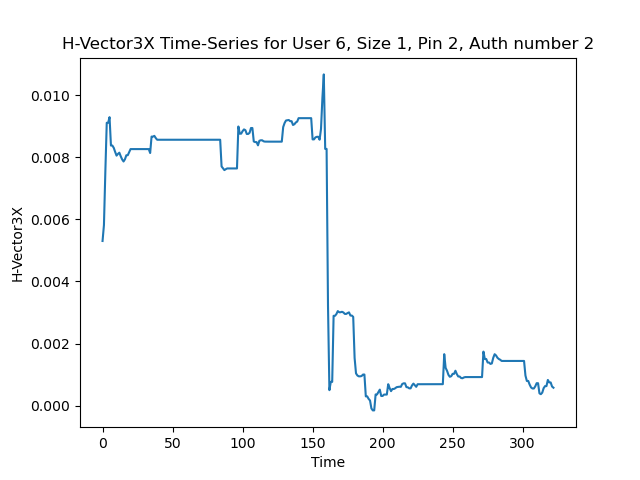 H-Vector3X Time-Series for User 6, Size 1, Pin 2, Auth number 2
0.010
0.008
0.006
0.004
0.002
0.000
H-Vector3X
0 50 100 150 200 250 300
Time